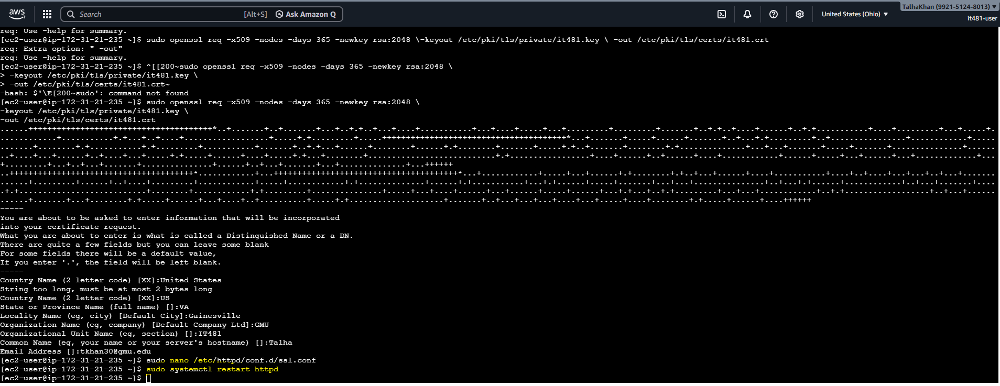 aws
Search
[Alt+S]
Ask Amazon Q
United States (Ohio)
TalhaKhan (9921-5124-8013)
it481-user
req: Use -help for summary.
[ec2-user@ip-172-31-21-235 ~]$ sudo openssl req -x509 -nodes -days 365 -newkey rsa:2048 \-keyout /etc/pki/tls/private/it481.key \ -out /etc/pki/tls/certs/it481.crt
req: Extra option: " -out"
req: Use -help for summary.
[ec2-user@ip-172-31-21-235 ~]$ ^[[200~sudo openssl req -x509 -nodes -days 365 -newkey rsa:2048 \
> -keyout /etc/pki/tls/private/it481.key \
> -out /etc/pki/tls/certs/it481.crt~
-bash: $'\E[200~sudo': command not found
[ec2-user@ip-172-31-21-235 ~]$ sudo openssl req -x509 -nodes -days 365 -newkey rsa:2048 \
-keyout /etc/pki/tls/private/it481.key \
-out /etc/pki/tls/certs/it481.crt
-----
You are about to be asked to enter information that will be incorporated
into your certificate request.
What you are about to enter is what is called a Distinguished Name or a DN.
There are quite a few fields but you can leave some blank
For some fields there will be a default value,
If you enter '.', the field will be left blank.
-----
Country Name (2 letter code) [XX]:United States
String too long, must be at most 2 bytes long
Country Name (2 letter code) [XX]:US
State or Province Name (full name) []:VA
Locality Name (eg, city) [Default City]:Gainesville
Organization Name (eg, company) [Default Company Ltd]:GMU
Organizational Unit Name (eg, section) []:IT481
Common Name (eg, your name or your server's hostname) []:Talha
Email Address []:tkhan30@gmu.edu
[ec2-user@ip-172-31-21-235 ~]$ sudo nano /etc/httpd/conf.d/ssl.conf
[ec2-user@ip-172-31-21-235 ~]$ sudo systemctl restart httpd
[ec2-user@ip-172-31-21-235 ~]$